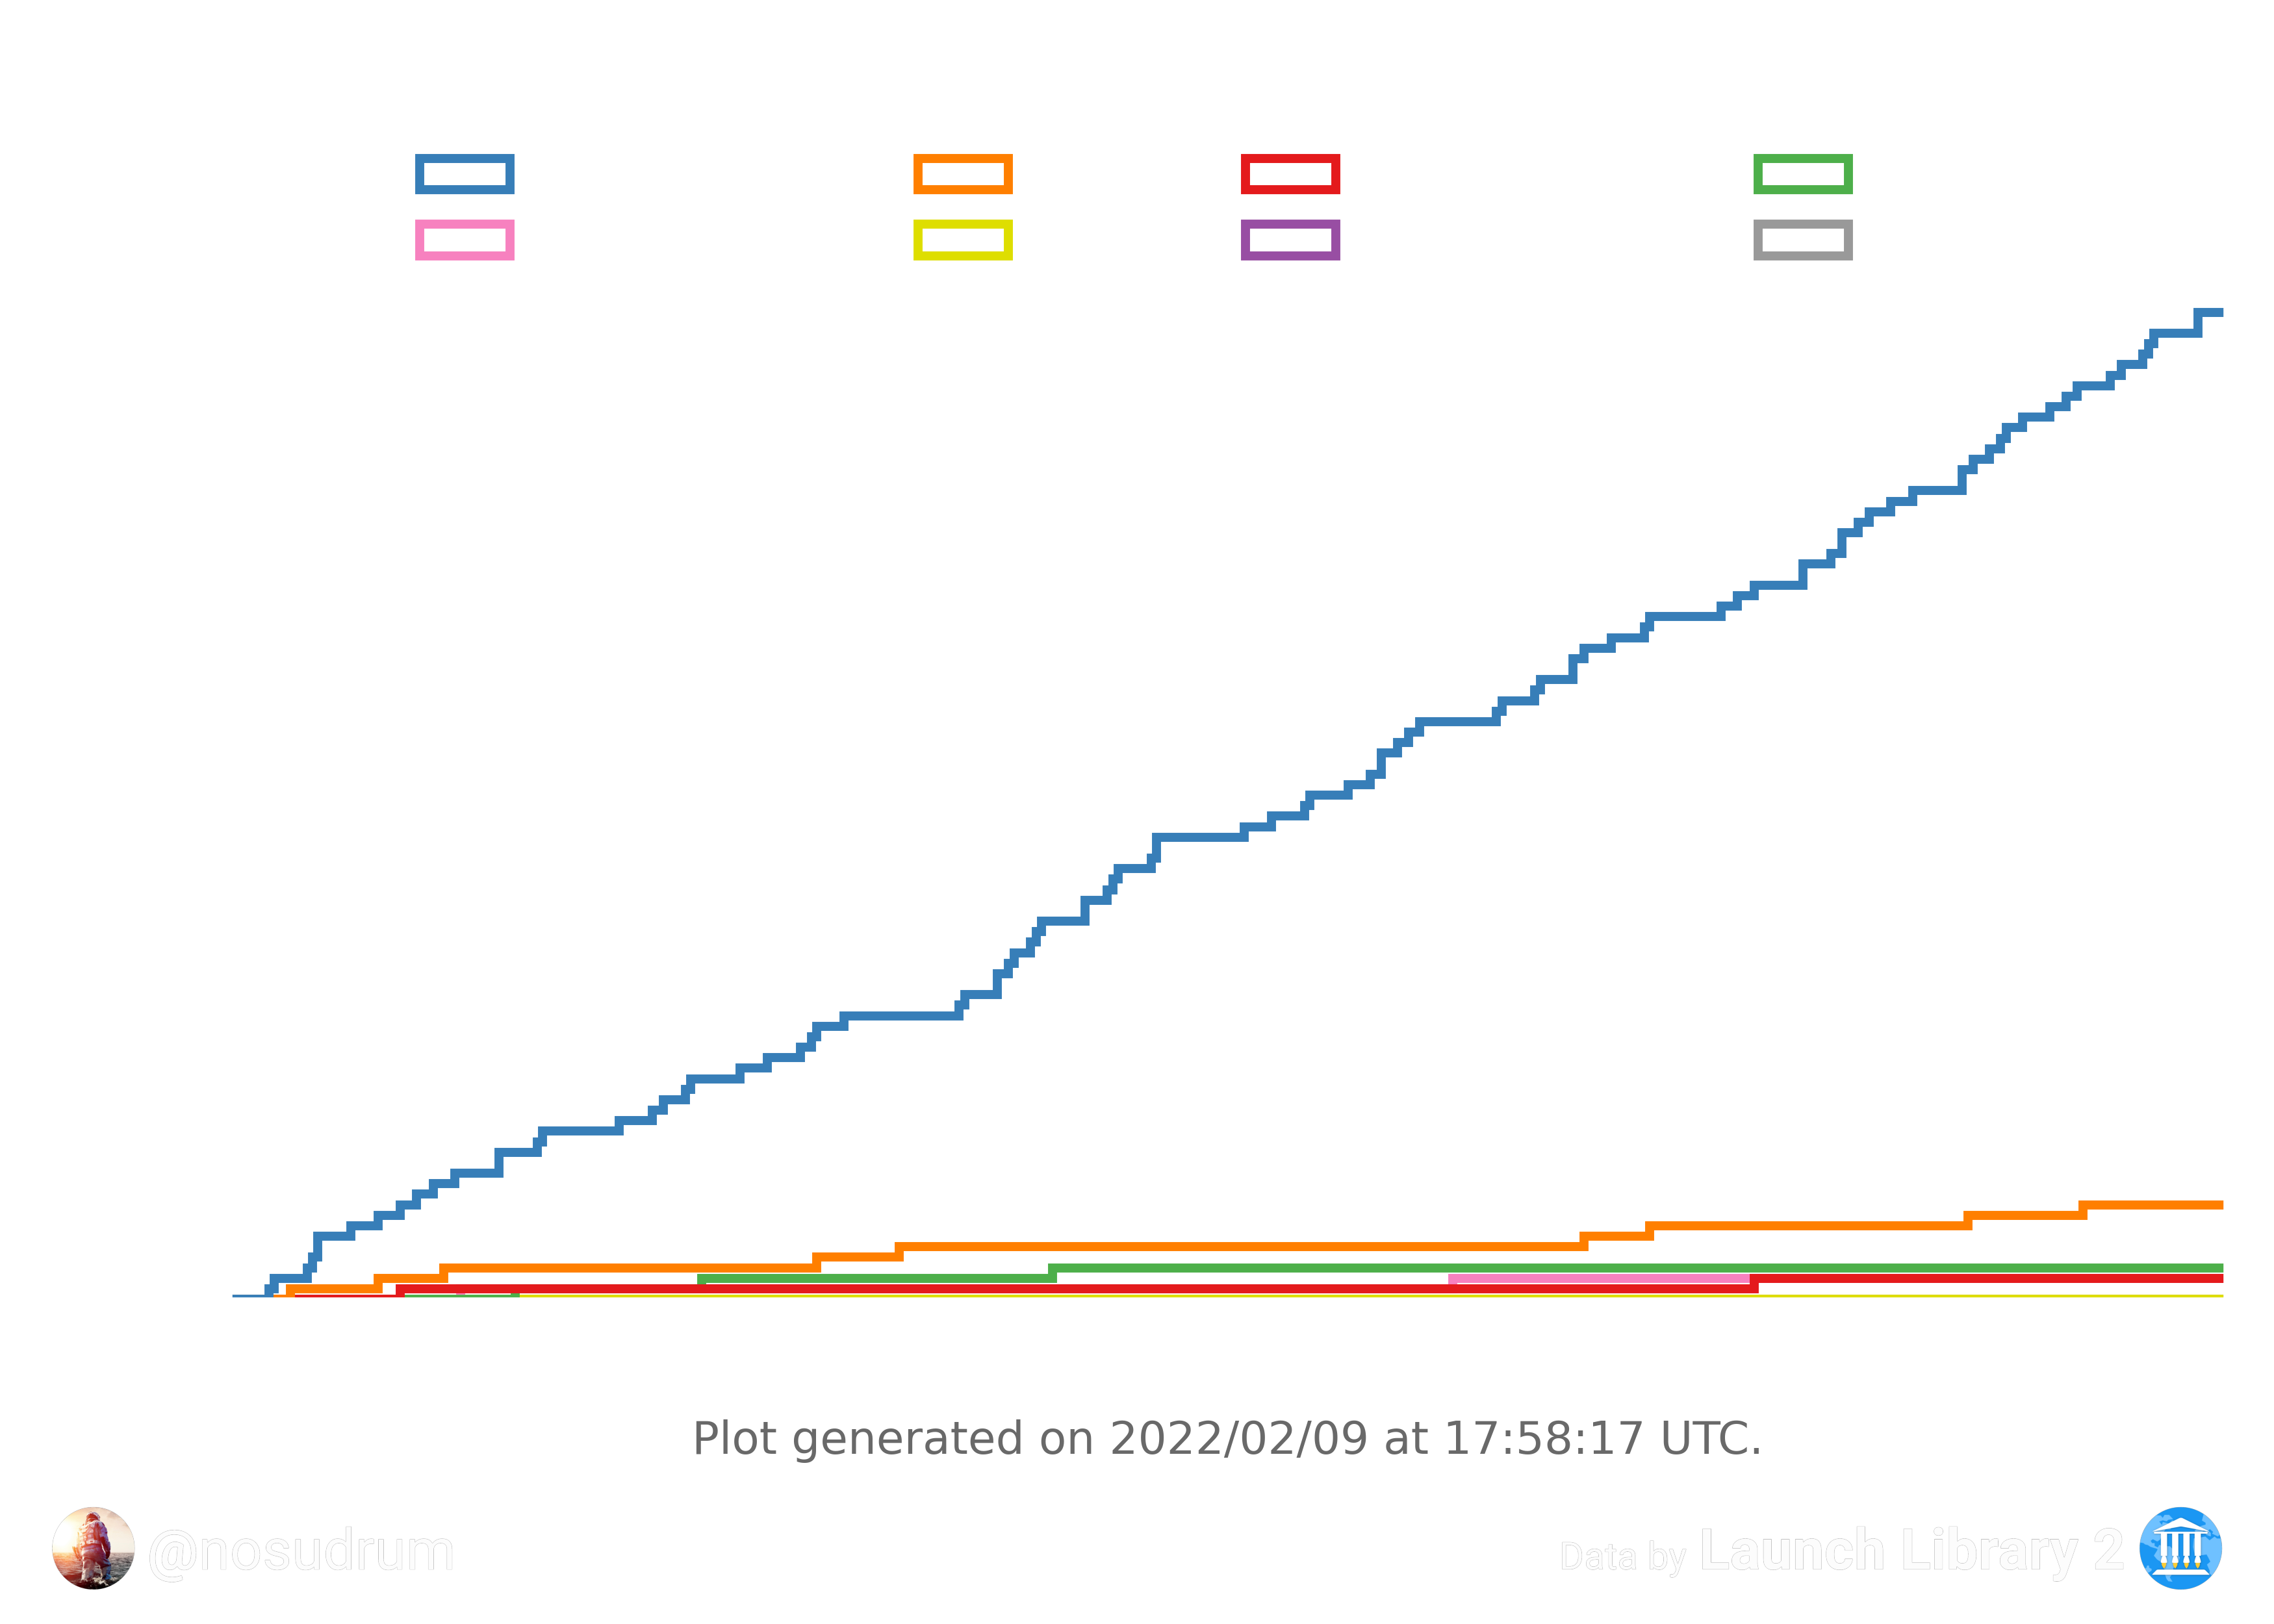 Plot generated on 2022/02/09 at 17:58:17 UTC.
@nosudrum
Data by Launch Library 2